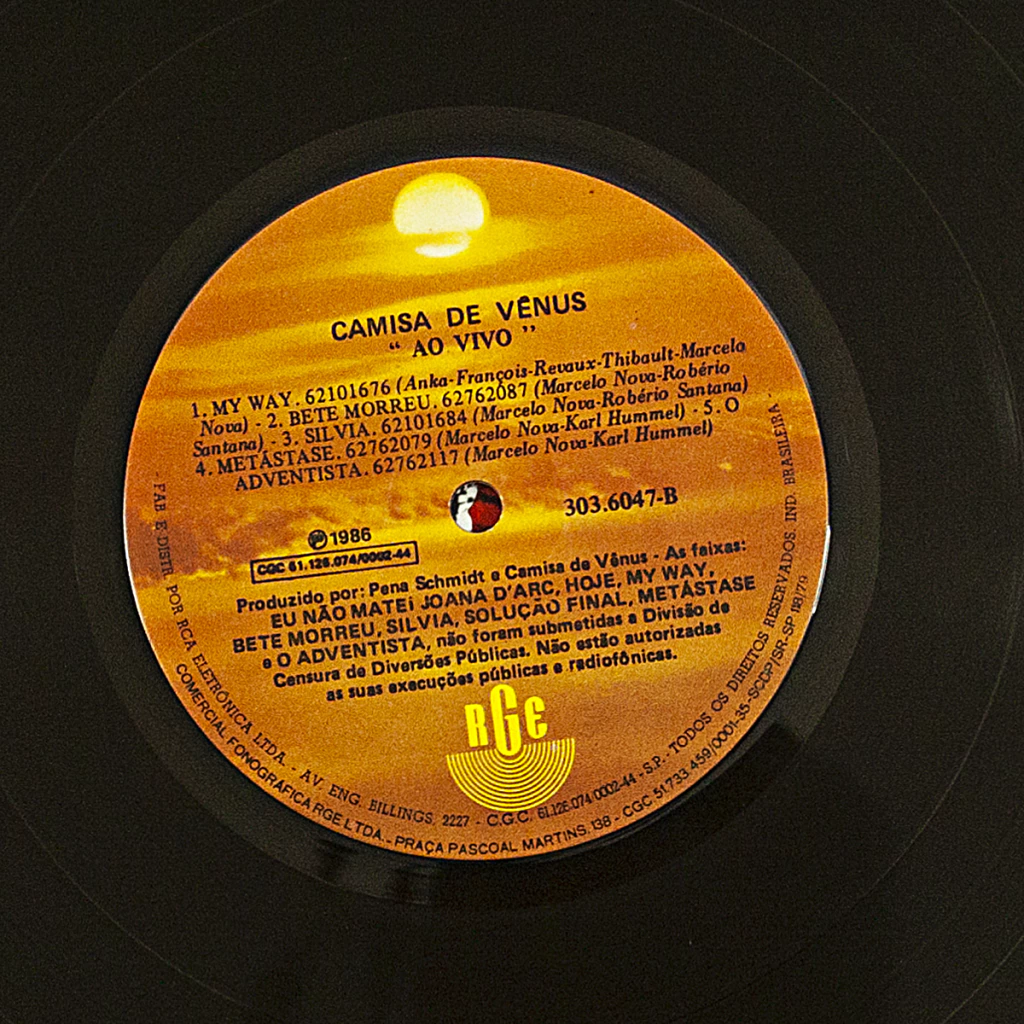 CAMISA DE VÊNUS
“ AO VIVO ”
1. MY WAY. 62101676 (Anka-François-Revaux-Thibault-Marcelo
Nova) - 2. BETE MORREU. 62762087 (Marcelo Nova-Robério
Santana) - 3. SILVIA. 62101684 (Marcelo Nova-Robério Santana)
4. METÁSTASE. 62762079 (Marcelo Nova-Karl Hummel) - 5. O
ADVENTISTA. 62762117 (Marcelo Nova-Karl Hummel)
303.6047-B
Ⓟ 1986
CGC 61.126.074/0002-44
Produzido por: Pena Schmidt e Camisa de Vênus - As faixas:
EU NÃO MATEI JOANA D'ARC, HOJE, MY WAY,
BETE MORREU, SILVIA, SOLUÇÃO FINAL, METÁSTASE
e O ADVENTISTA, não foram submetidas a Divisão de
Censura de Diversões Públicas. Não estão autorizadas
as suas execuções públicas e radiofônicas.
RGE
- FAB. E DISTR. POR RCA ELETRÔNICA LTDA. - AV. ENG. BILLINGS, 2227 - C.G.C. 61.126.074/0002-44 - S.P. - TODOS OS DIREITOS RESERVADOS. IND. BRASILEIRA -
COMERCIAL FONOGRÁFICA RGE LTDA. - PRAÇA PASCOAL MARTINS, 138 - CGC 51.733.459/0001-35 - SCDP/SR-SP 118/79